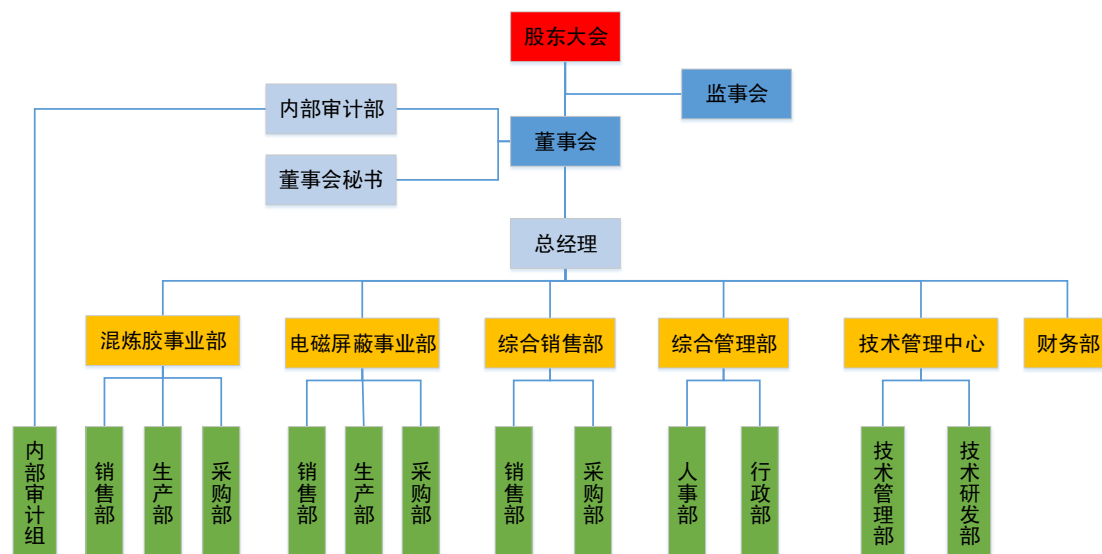 股东大会
监事会
内部审计部
董事会
董事会秘书
总经理
混炼胶事业部
电磁屏蔽事业部
综合销售部
综合管理部
技术管理中心
财务部
内部审计组
销售部
生产部
采购部
销售部
生产部
采购部
销售部
采购部
人事部
行政部
技术管理部
技术研发部